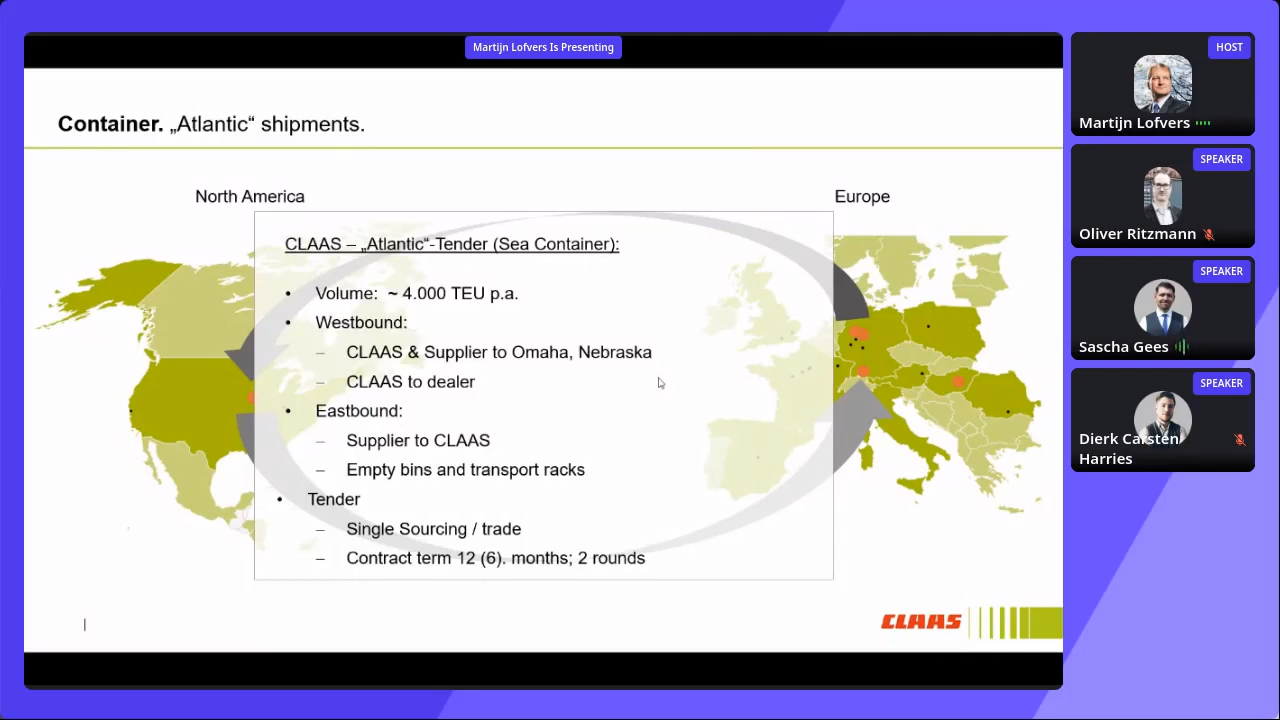 Martijn Lofvers Is Presenting
Container. „Atlantic“ shipments.
North America
Europe
CLAAS – „Atlantic“-Tender (Sea Container):
• Volume: ~ 4.000 TEU p.a.
• Westbound:
– CLAAS & Supplier to Omaha, Nebraska
– CLAAS to dealer
• Eastbound:
– Supplier to CLAAS
– Empty bins and transport racks
• Tender
– Single Sourcing / trade
– Contract term 12 (6). months; 2 rounds
|
CLAAS
HOST
Martijn Lofvers
SPEAKER
Oliver Ritzmann
SPEAKER
Sascha Gees
SPEAKER
Dierk Carsten
Harries